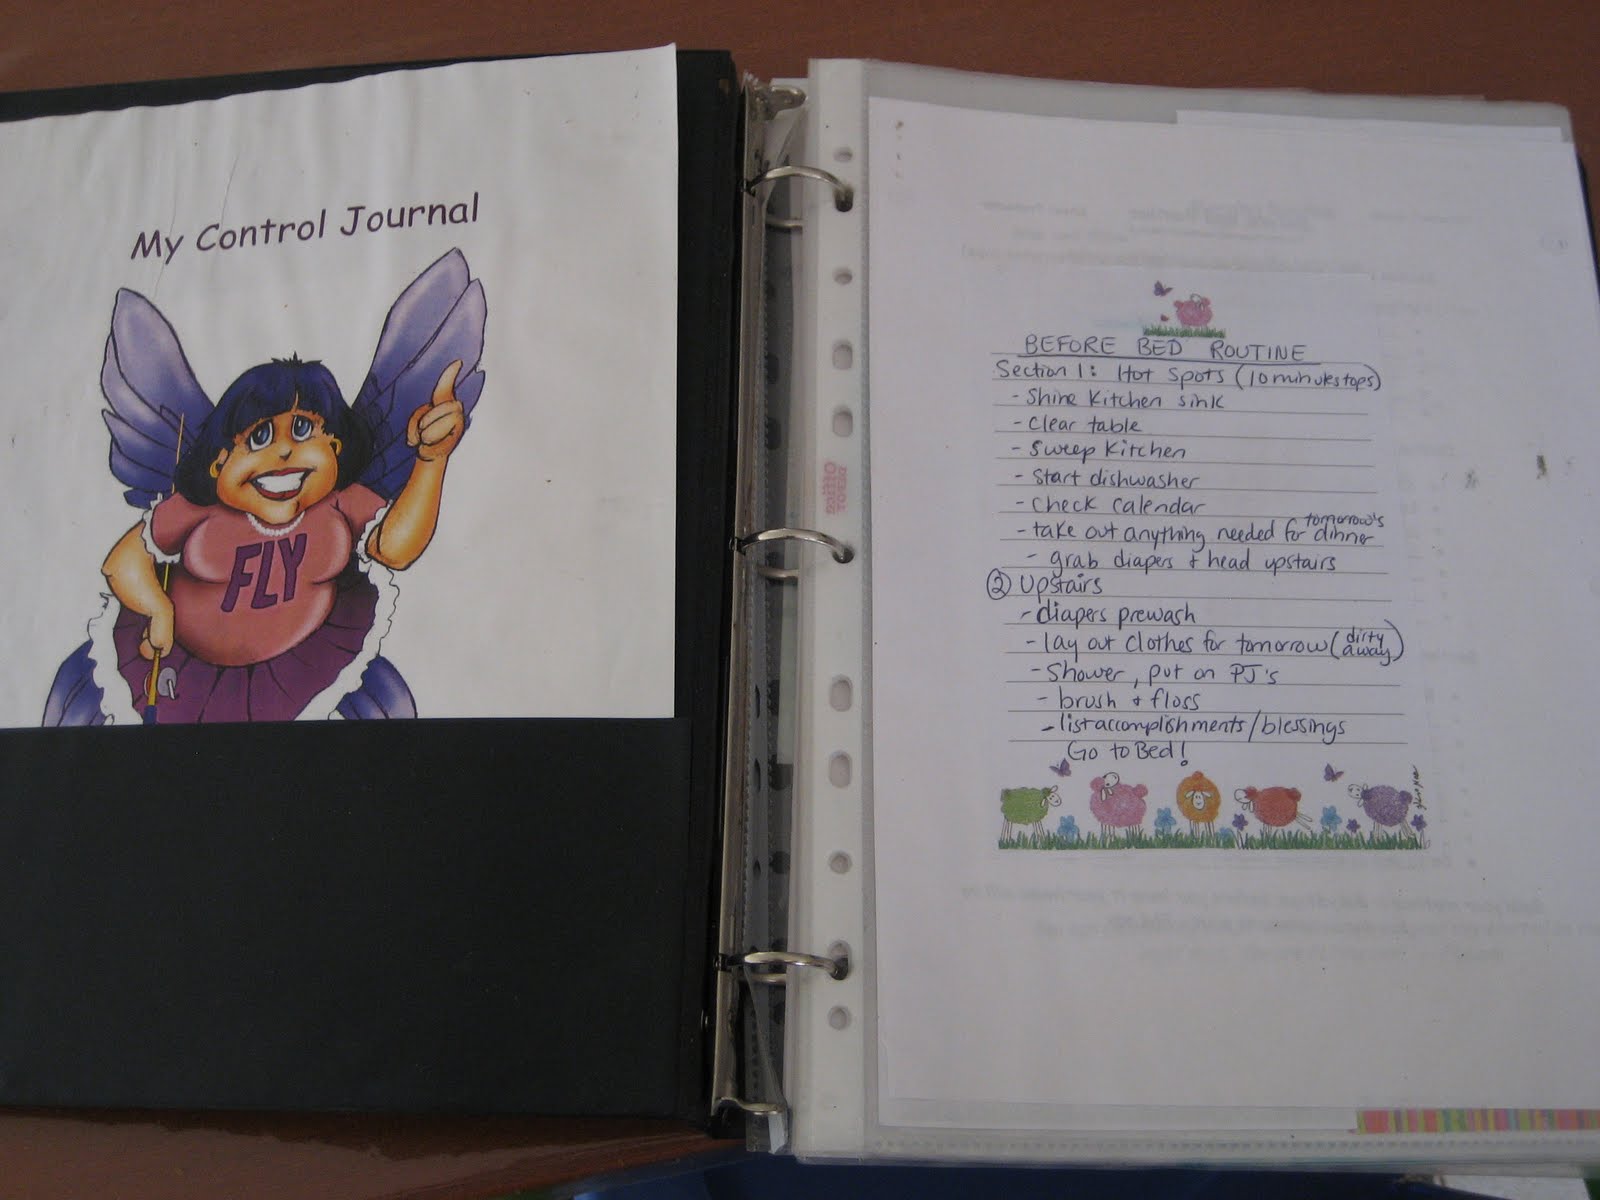 My Control Journal
FLY
Office
DEPOT
BEFORE BED ROUTINE
Section 1: Hot Spots (10 minutes tops)
- Shine Kitchen sink
- Clear table
- Sweep Kitchen
- Start dishwasher
- Check calendar
- take out anything needed for tomorrow's dinner
- grab diapers & head upstairs
② Upstairs
- diapers prewash
- lay out clothes for tomorrow (dirty away)
- Shower, put on PJ's
- brush & floss
- list accomplishments/blessings
Go to Bed!